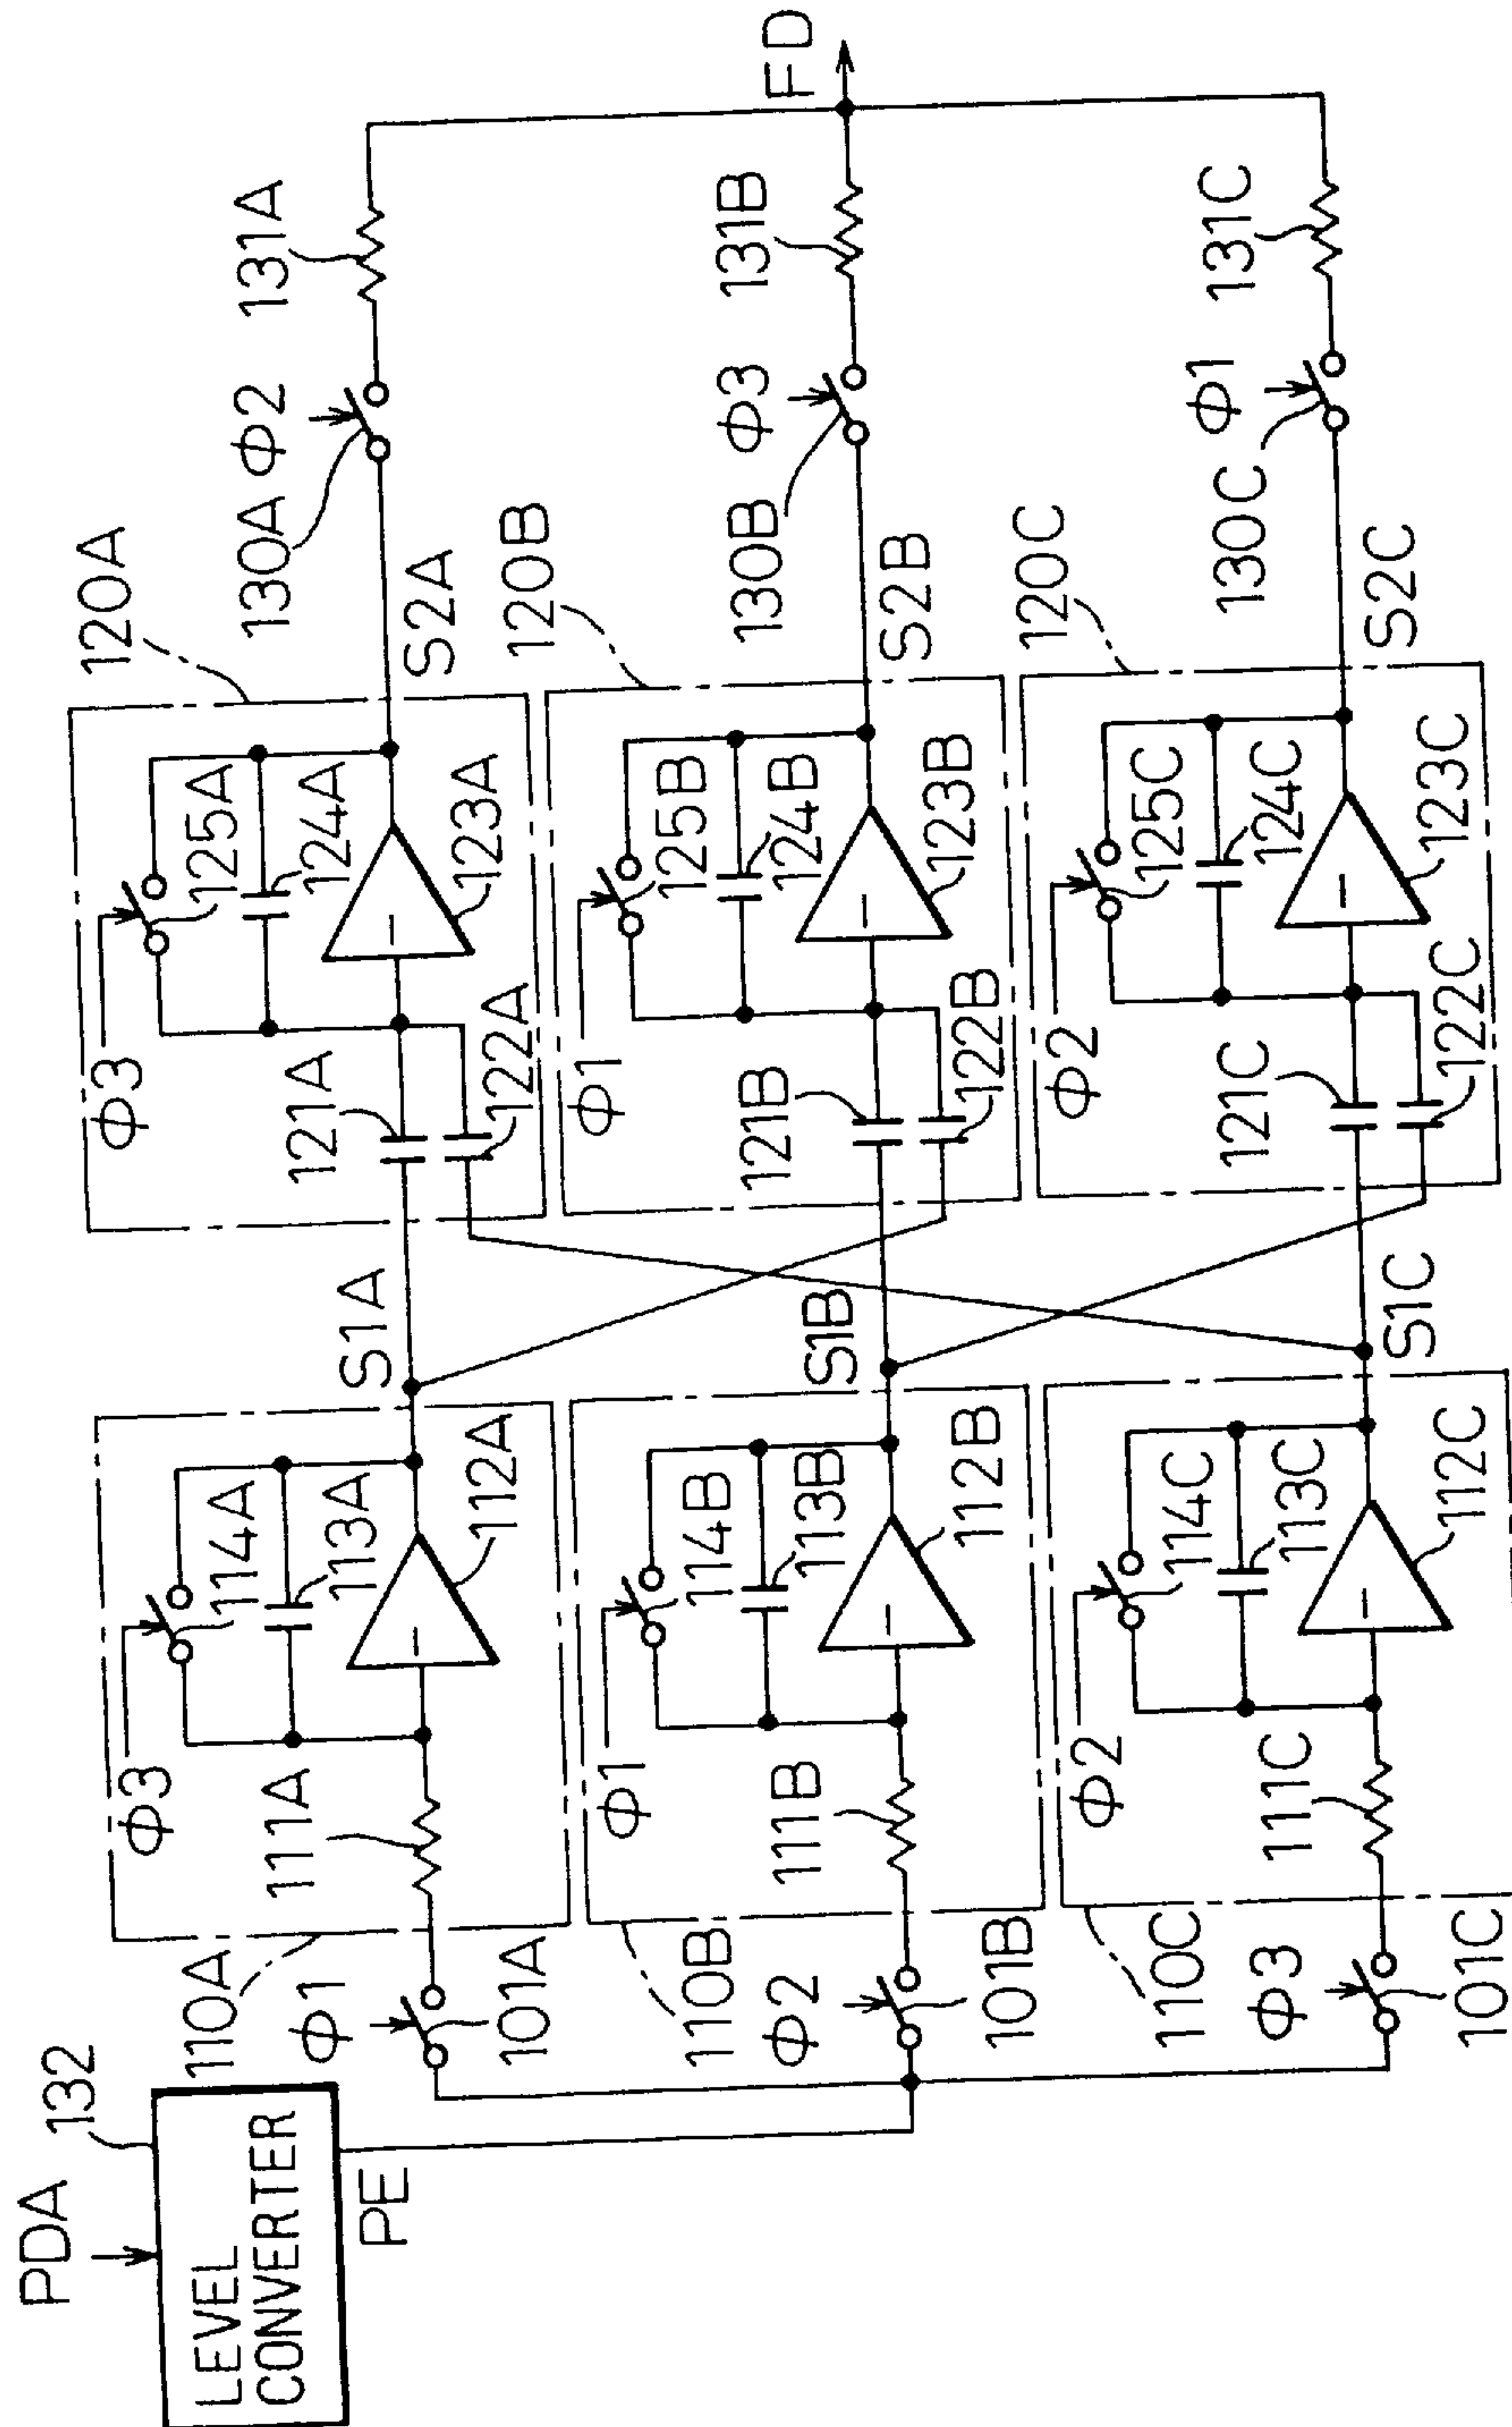 PDA
132
LEVEL
CONVERTER
PE
110A
Φ1
101A
110B
Φ2
101B
110C
Φ3
101C
Φ3
114A
113A
111A
112A
S1A
Φ1
114B
113B
111B
112B
S1B
Φ2
114C
113C
111C
112C
S1C
120A
Φ3
125A
124A
121A
122A
123A
S2A
120B
Φ1
125B
124B
121B
122B
123B
S2B
120C
Φ2
125C
124C
121C
122C
123C
S2C
130A
Φ2
131A
130B
Φ3
131B
130C
Φ1
131C
FD